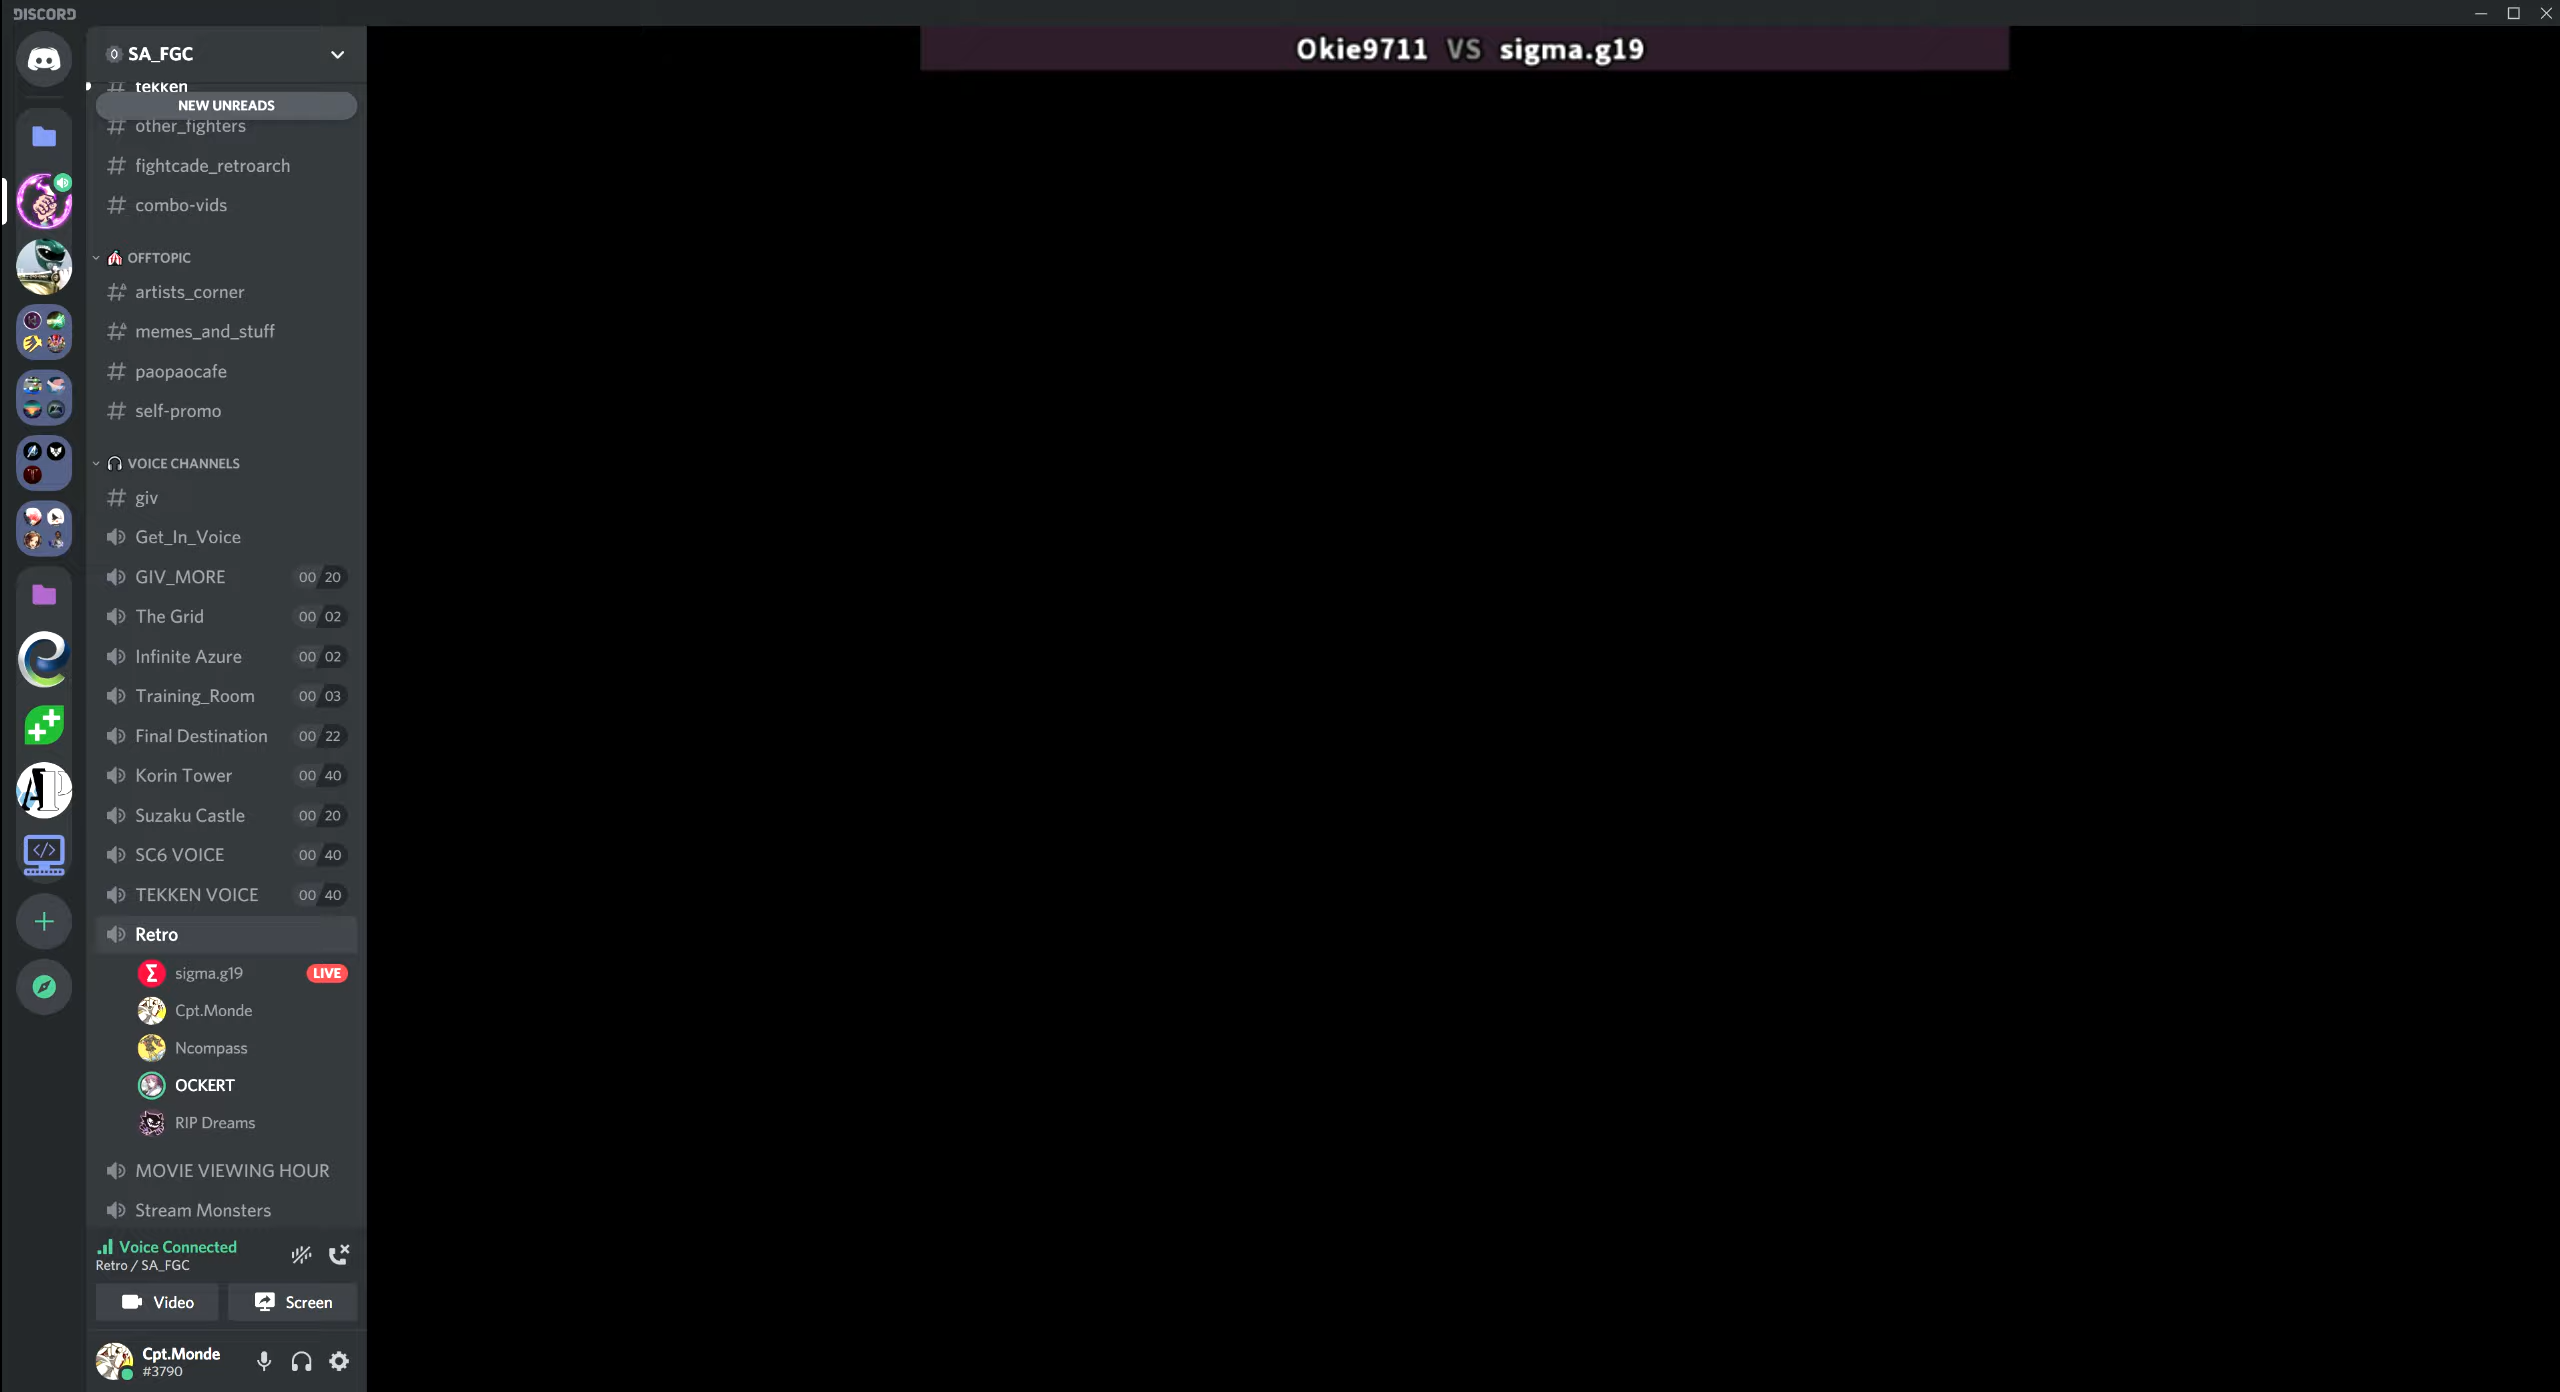 DISCORD
SA_FGC
tekken
NEW UNREADS
other_fighters
fightcade_retroarch
combo-vids
OFFTOPIC
artists_corner
memes_and_stuff
paopaocafe
self-promo
VOICE CHANNELS
giv
Get_In_Voice
GIV_MORE 00 20
The Grid 00 02
Infinite Azure 00 02
Training_Room 00 03
Final Destination 00 22
Korin Tower 00 40
Suzaku Castle 00 20
SC6 VOICE 00 40
TEKKEN VOICE 00 40
Retro
sigma.g19 LIVE
Cpt.Monde
Ncompass
OCKERT
RIP Dreams
MOVIE VIEWING HOUR
Stream Monsters
Voice Connected
Retro / SA_FGC
Video Screen
Cpt.Monde
#3790
Okie9711 VS sigma.g19